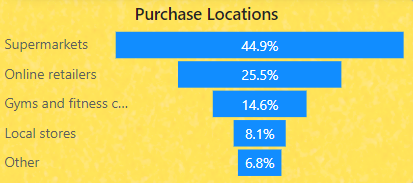 Purchase Locations
Supermarkets 44.9%
Online retailers 25.5%
Gyms and fitness c... 14.6%
Local stores 8.1%
Other 6.8%